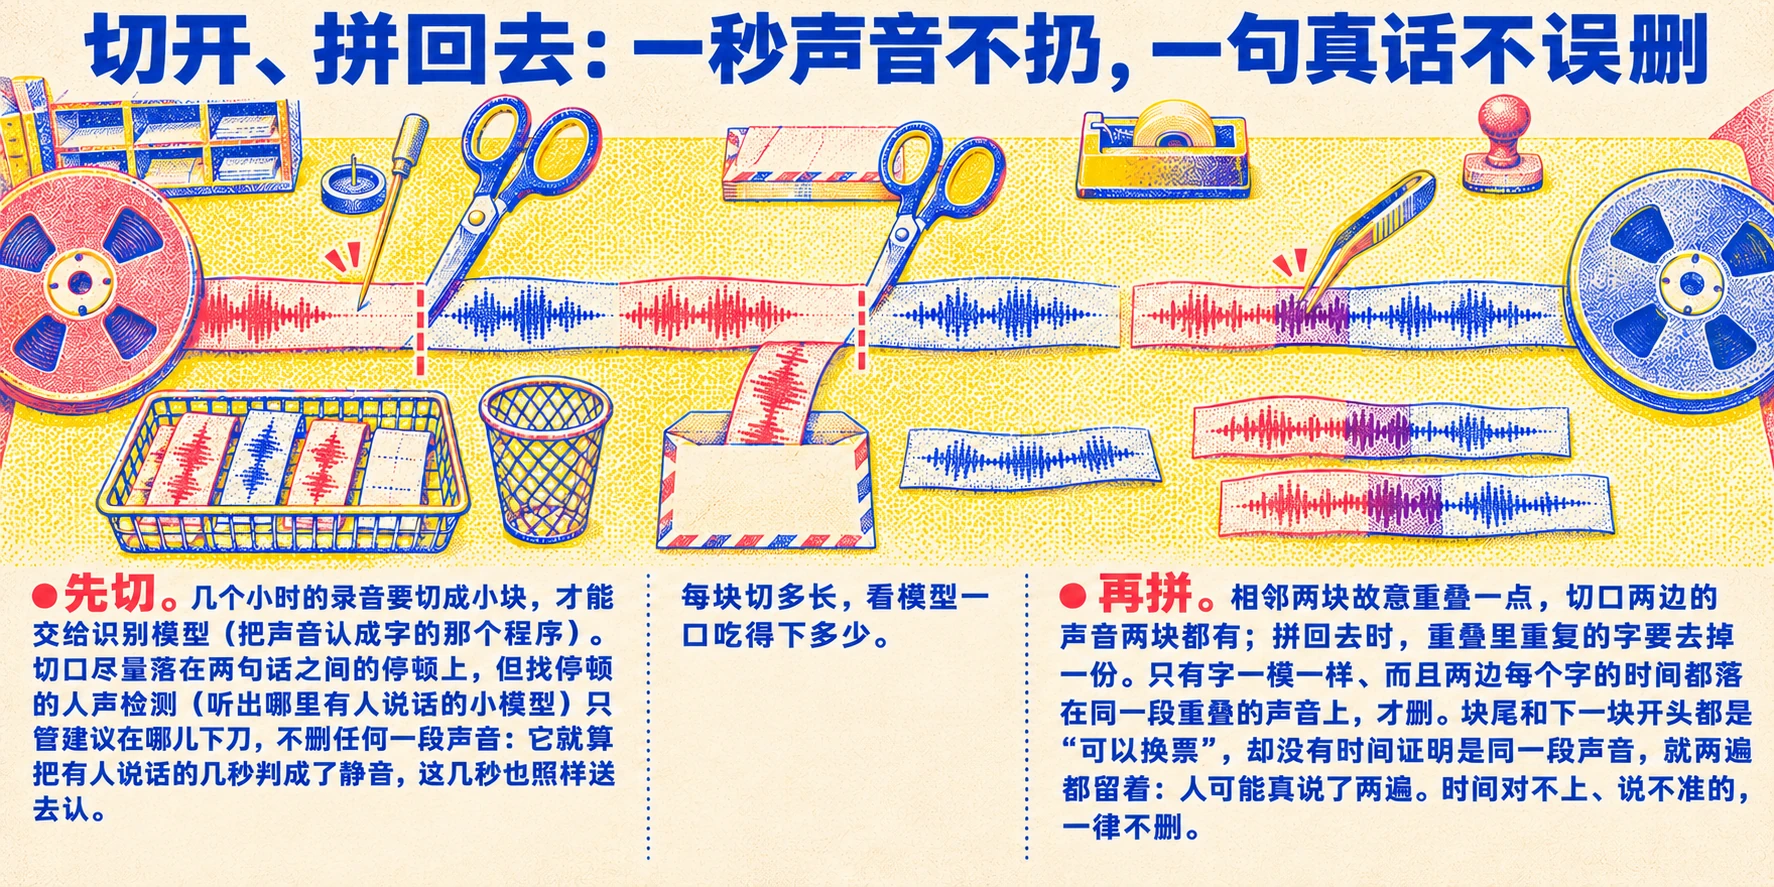 切开、拼回去：一秒声音不扔，一句真话不误删
●先切。几个小时的录音要切成小块，才能
交给识别模型（把声音认成字的那个程序）。
切口尽量落在两句话之间的停顿上，但找停顿
的人声检测（听出哪里有人说话的小模型）只
管建议在哪儿下刀，不删任何一段声音：它就算
把有人说话的几秒判成了静音，这几秒也照样送
去认。
每块切多长，看模型一
口吃得下多少。
●再拼。相邻两块故意重叠一点，切口两边的
声音两块都有；拼回去时，重叠里重复的字要去掉
一份。只有字一模一样、而且两边每个字的时间都落
在同一段重叠的声音上，才删。块尾和下一块开头都是
“可以换票”，却没有时间证明是同一段声音，就两遍
都留着：人可能真说了两遍。时间对不上、说不准的，
一律不删。